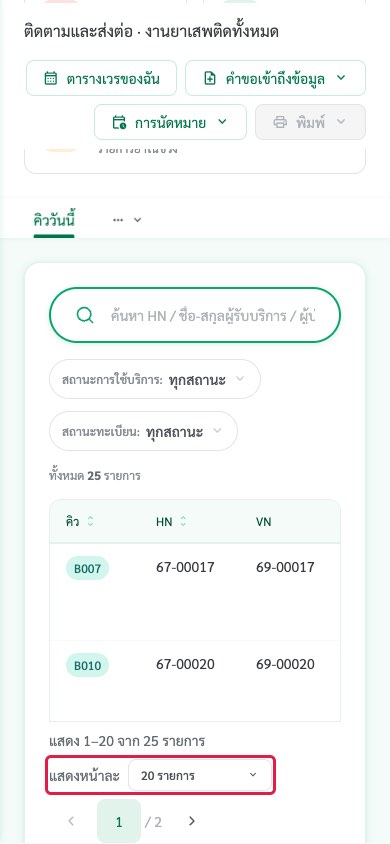 ติดตามและส่งต่อ · งานยาเสพติดทั้งหมด
ตารางเวรของฉัน
คำขอเข้าถึงข้อมูล
การนัดหมาย
พิมพ์
คิววันนี้
···
ค้นหา HN / ชื่อ-สกุลผู้รับบริการ /
สถานะการใช้บริการ: ทุกสถานะ
สถานะทะเบียน: ทุกสถานะ
ทั้งหมด 25 รายการ
คิว HN VN
B007 67-00017 69-00017
B010 67-00020 69-00020
แสดง 1–20 จาก 25 รายการ
แสดงหน้าละ 20 รายการ
1 / 2